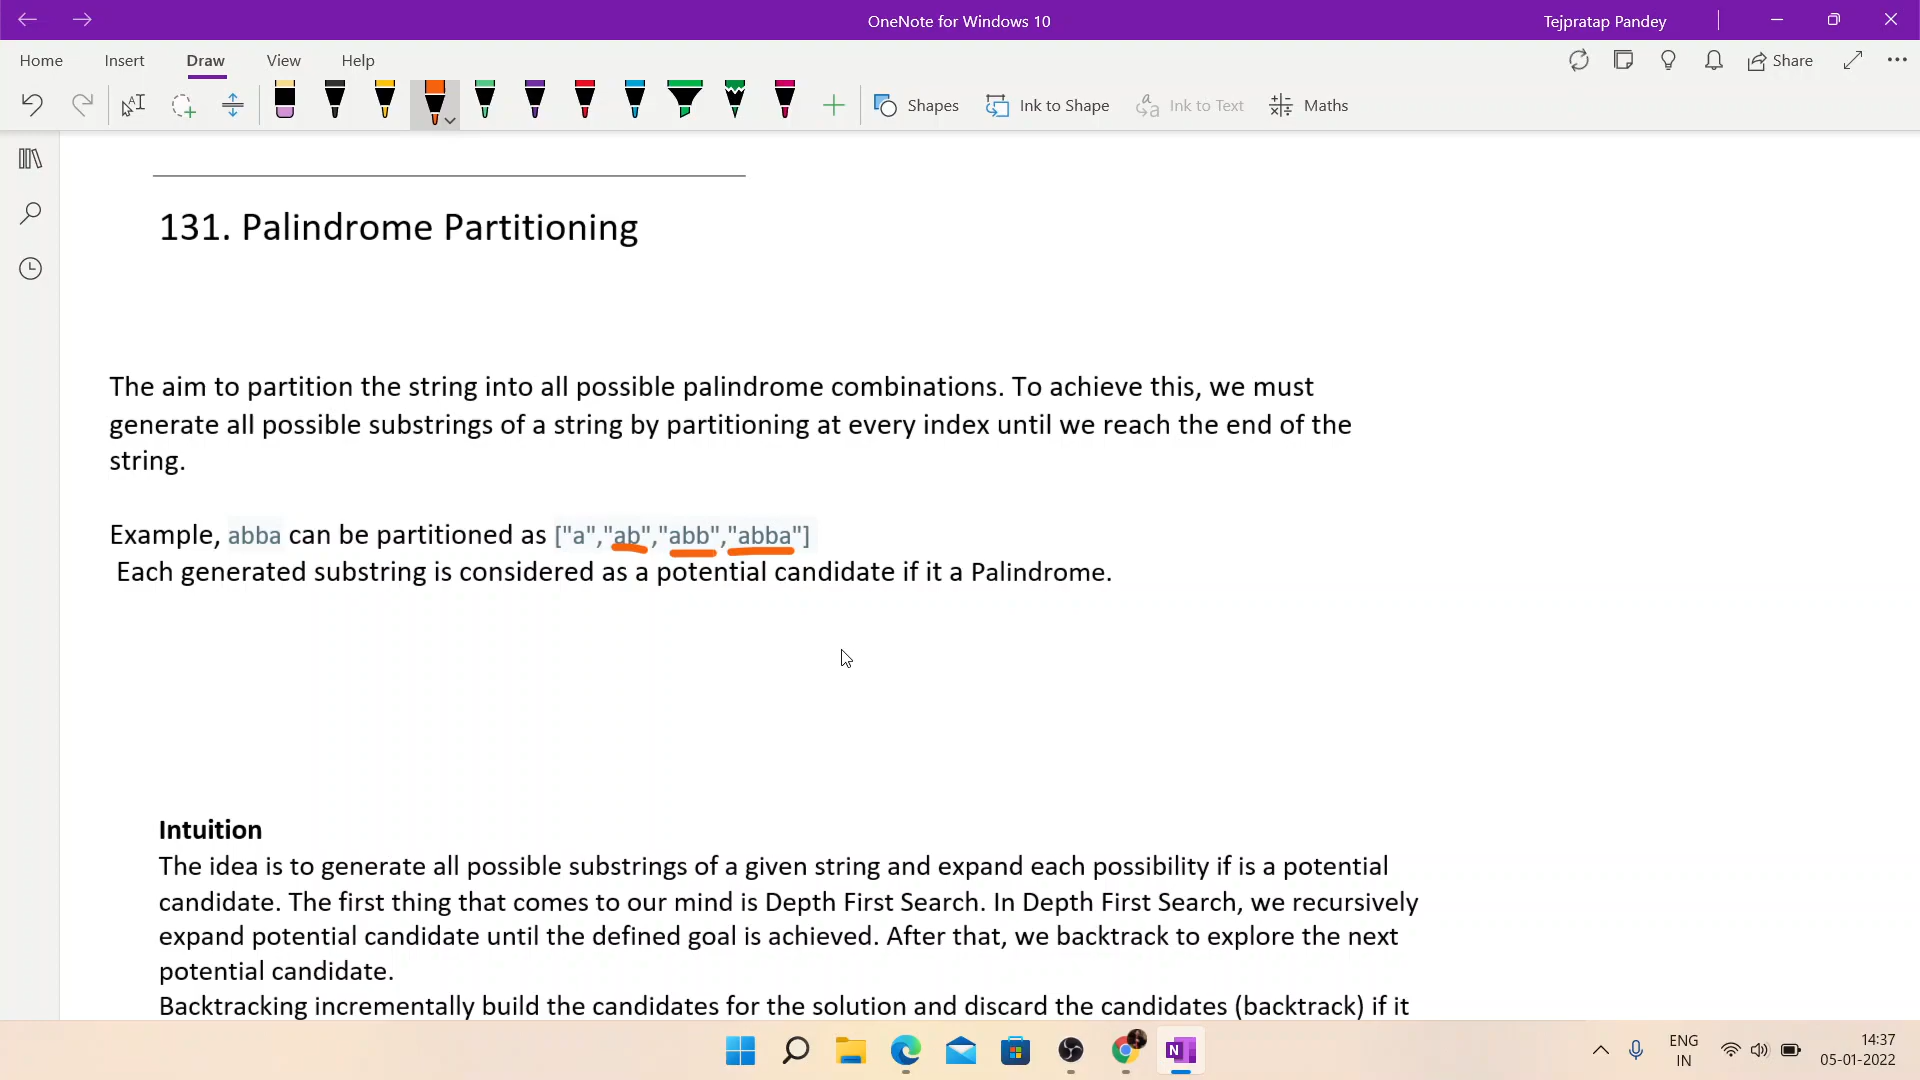 OneNote for Windows 10
Tejpratap Pandey
Home Insert Draw View Help
Share
Shapes Ink to Shape Ink to Text Maths
131. Palindrome Partitioning
The aim to partition the string into all possible palindrome combinations. To achieve this, we must
generate all possible substrings of a string by partitioning at every index until we reach the end of the
string.
Example, abba can be partitioned as ["a","ab","abb","abba"]
Each generated substring is considered as a potential candidate if it a Palindrome.
Intuition
The idea is to generate all possible substrings of a given string and expand each possibility if is a potential
candidate. The first thing that comes to our mind is Depth First Search. In Depth First Search, we recursively
expand potential candidate until the defined goal is achieved. After that, we backtrack to explore the next
potential candidate.
Backtracking incrementally build the candidates for the solution and discard the candidates (backtrack) if it
ENG
IN
14:37
05-01-2022